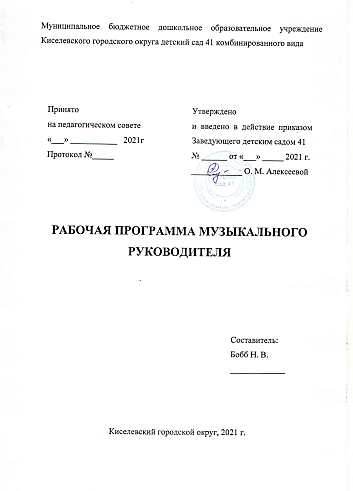 Муниципальное бюджетное дошкольное образовательное учреждение
Киселевского городского округа детский сад 41 комбинированного вида
Принято
на педагогическом совете
«___» ____________ 2021г
Протокол №_____
Утверждено
и введено в действие приказом
Заведующего детским садом 41
№ ______ от «___» _____ 2021 г.
____________ О. М. Алексеевой
РАБОЧАЯ ПРОГРАММА МУЗЫКАЛЬНОГО
РУКОВОДИТЕЛЯ
Составитель:
Бобб Н. В.
_____________
Киселевский городской округ, 2021 г.